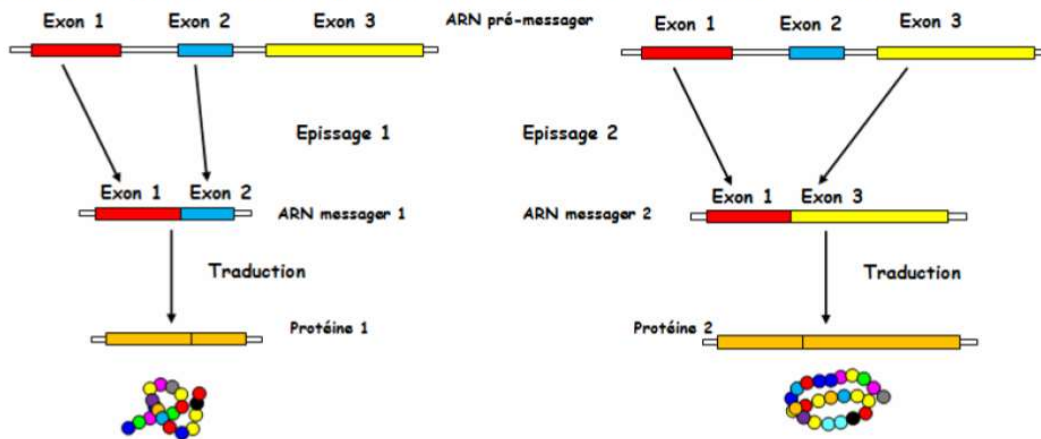 Exon 1 Exon 2 Exon 3 ARN pré-messager Exon 1 Exon 2 Exon 3
Epissage 1 Epissage 2
Exon 1 Exon 2 ARN messager 1 ARN messager 2 Exon 1 Exon 3
Traduction Traduction
Protéine 1 Protéine 2